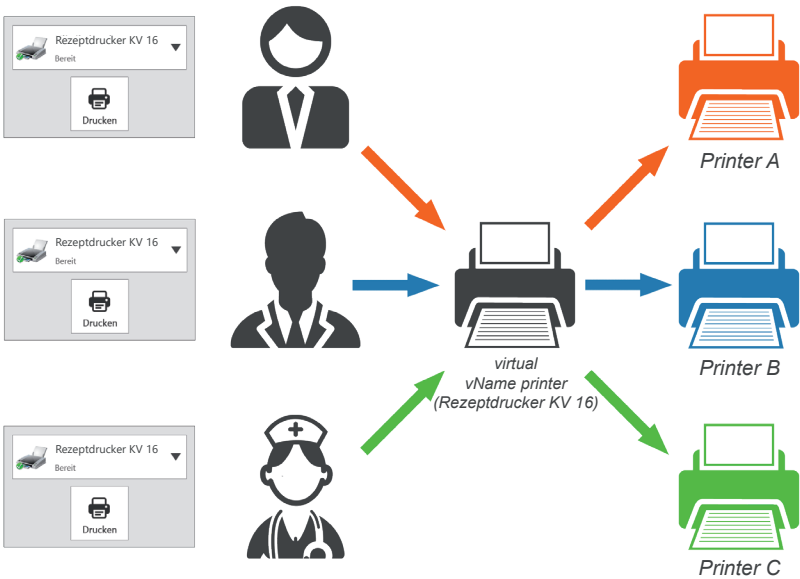 Rezeptdrucker KV 16
Bereit
Drucken
Printer A
Rezeptdrucker KV 16
Bereit
Drucken
virtual
vName printer
(Rezeptdrucker KV 16)
Printer B
Rezeptdrucker KV 16
Bereit
Drucken
Printer C